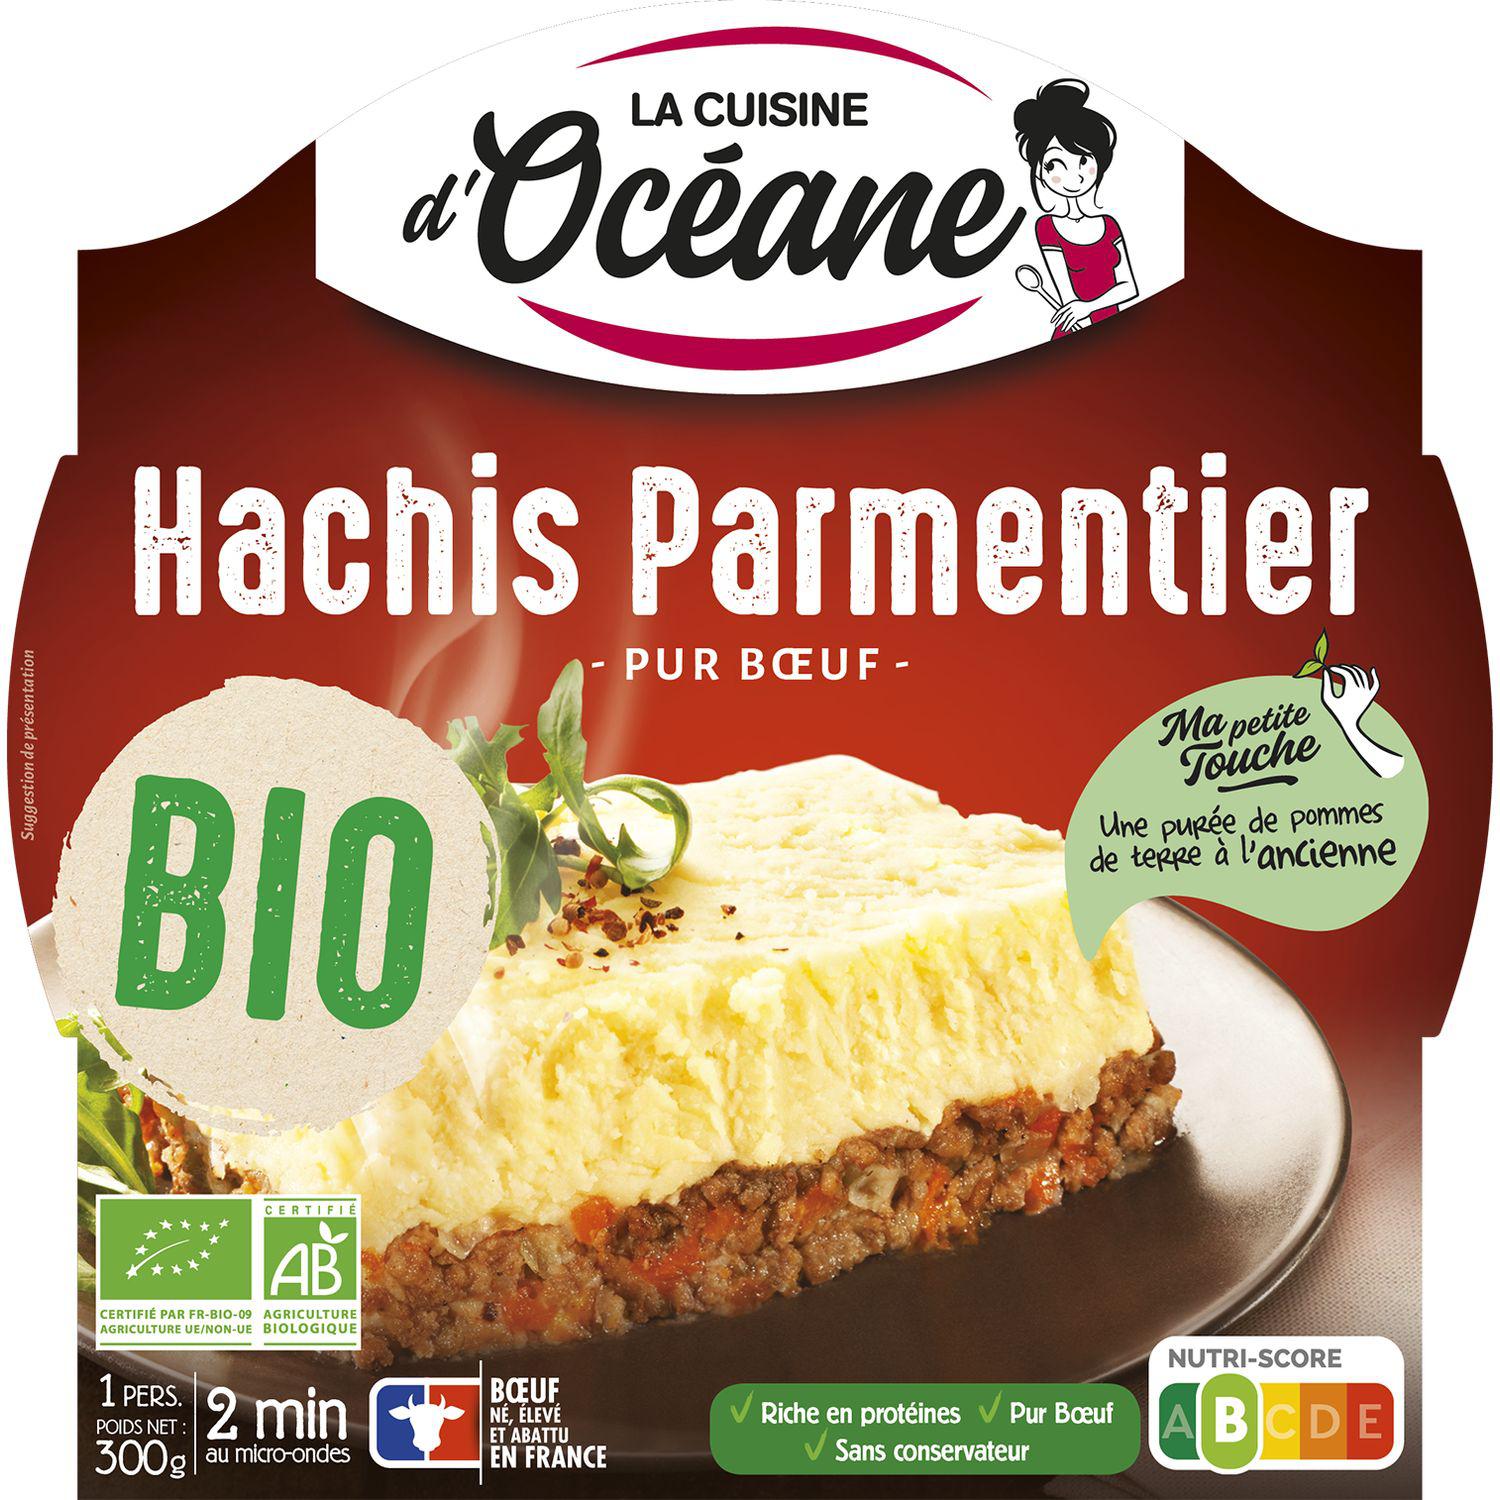 LA CUISINE
d'Océane
Hachis Parmentier
- PUR BŒUF -
Suggestion de présentation
BIO
Ma petite
Touche
Une purée de pommes
de terre à l'ancienne
CERTIFIÉ
AB
CERTIFIÉ PAR FR-BIO-09
AGRICULTURE UE/NON-UE
AGRICULTURE
BIOLOGIQUE
1 PERS.
POIDS NET :
300g
2 min
au micro-ondes
BŒUF
NÉ, ÉLEVÉ
ET ABATTU
EN FRANCE
Riche en protéines
Pur Bœuf
Sans conservateur
NUTRI-SCORE
A B C D E